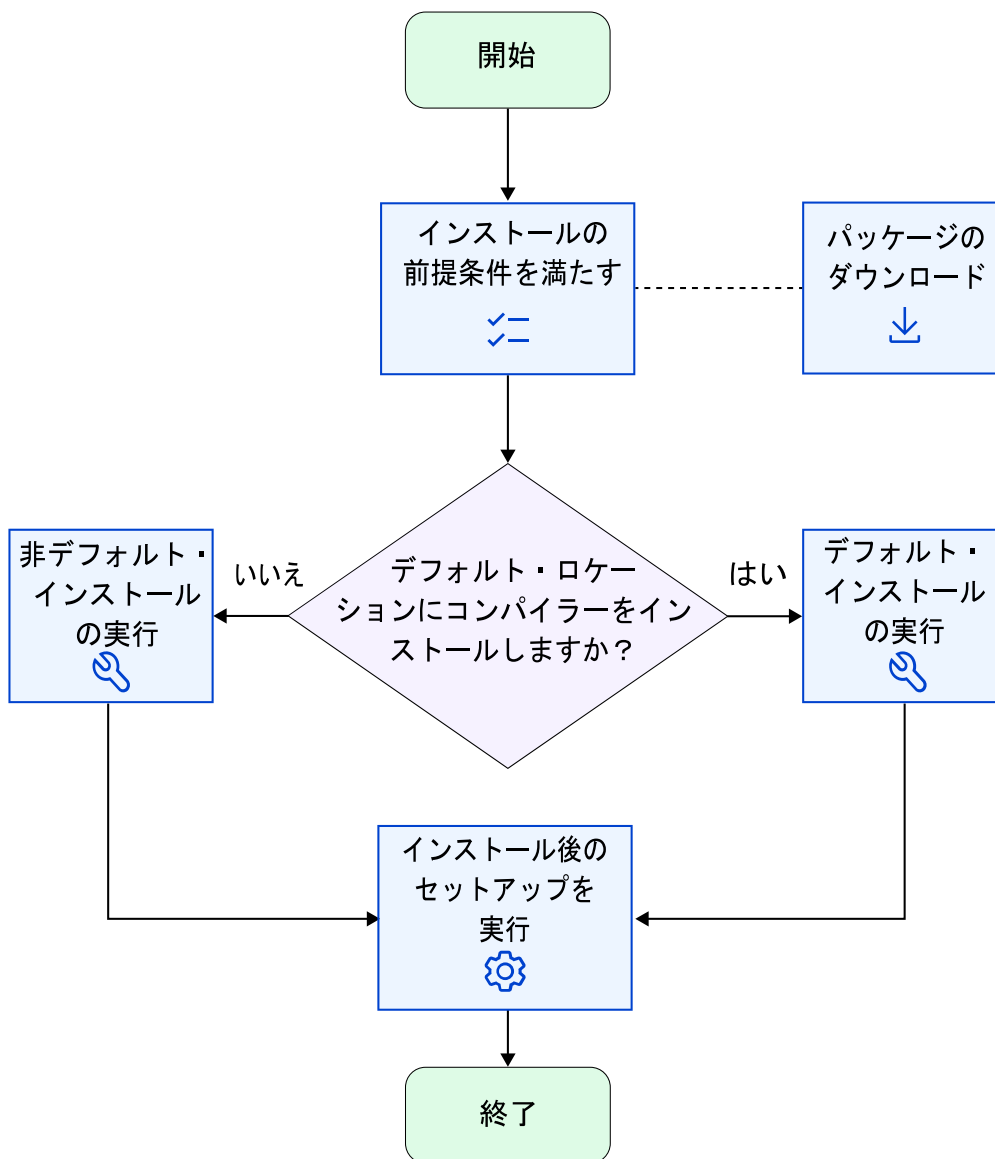 開始
インストールの
前提条件を満たす
パッケージの
ダウンロード
デフォルト・ロケー
ションにコンパイラーをイン
ストールしますか？
いいえ
はい
非デフォルト・
インストール
の実行
デフォルト・
インストール
の実行
インストール後の
セットアップを
実行
終了